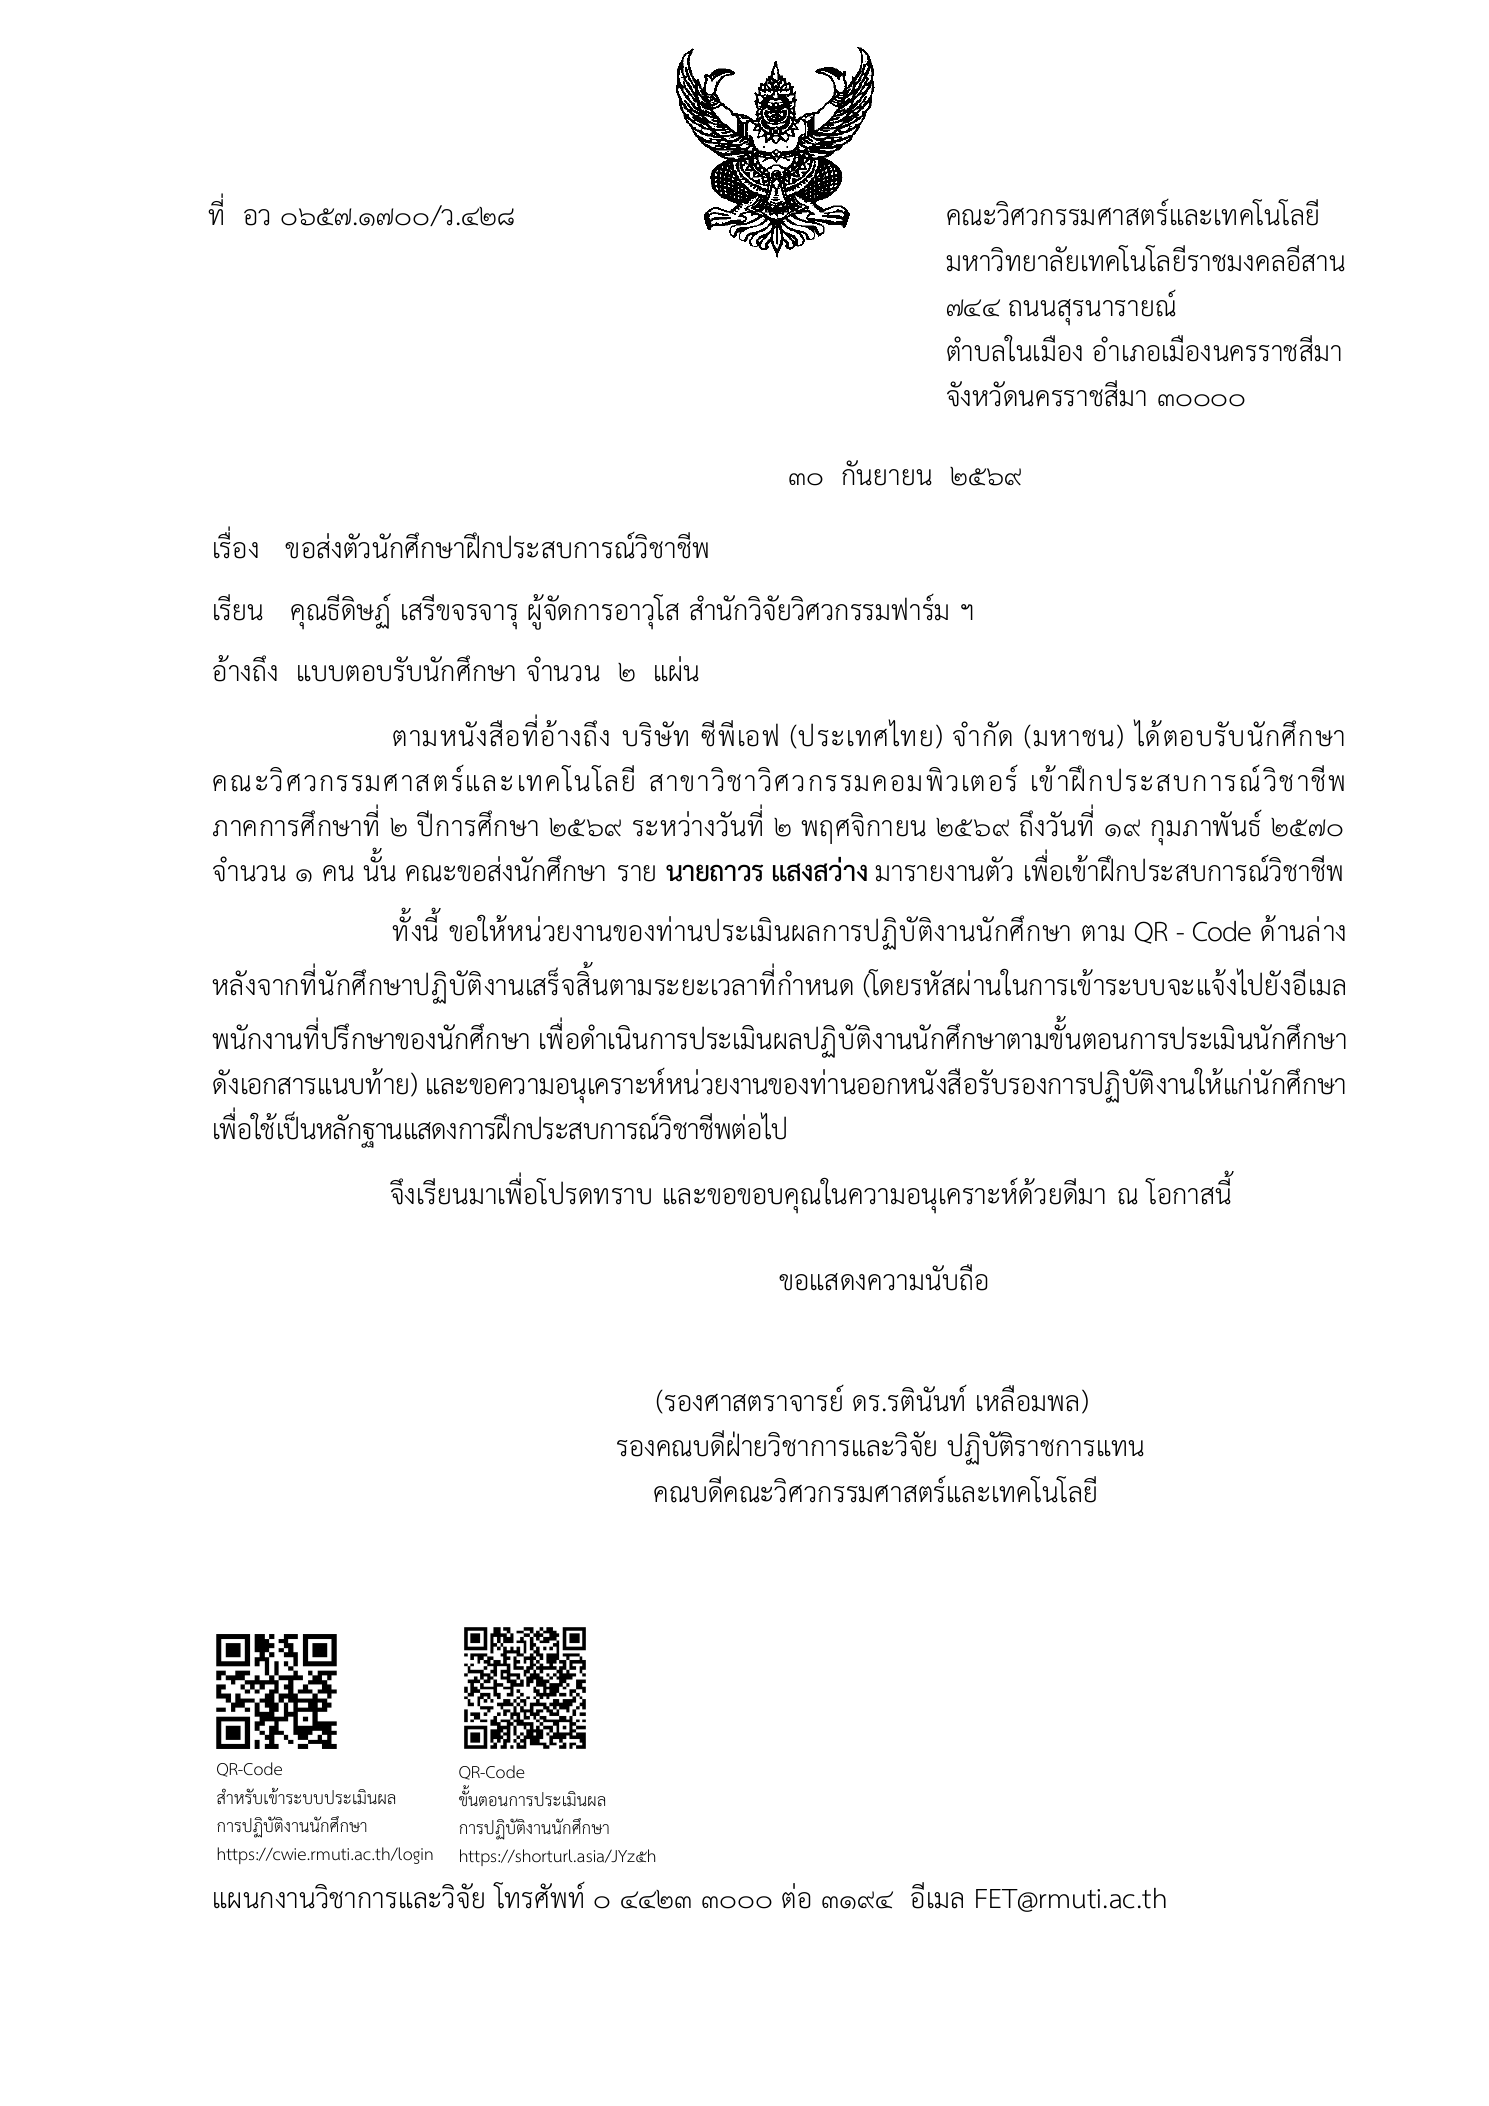 ที่ อว ๐๖๕๗.๑๗๐๐/ว.๔๒๘
คณะวิศวกรรมศาสตร์และเทคโนโลยี
มหาวิทยาลัยเทคโนโลยีราชมงคลอีสาน
๗๔๔ ถนนสุรนารายณ์
ตำบลในเมือง อำเภอเมืองนครราชสีมา
จังหวัดนครราชสีมา ๓๐๐๐๐
๓๐ กันยายน ๒๕๖๙
เรื่อง ขอส่งตัวนักศึกษาฝึกประสบการณ์วิชาชีพ
เรียน คุณธีดิษฏ์ เสรีขจรจารุ ผู้จัดการอาวุโส สำนักวิจัยวิศวกรรมฟาร์ม ฯ
อ้างถึง แบบตอบรับนักศึกษา จำนวน ๒ แผ่น
ตามหนังสือที่อ้างถึง บริษัท ซีพีเอฟ (ประเทศไทย) จำกัด (มหาชน) ได้ตอบรับนักศึกษา
คณะวิศวกรรมศาสตร์และเทคโนโลยี สาขาวิชาวิศวกรรมคอมพิวเตอร์ เข้าฝึกประสบการณ์วิชาชีพ
ภาคการศึกษาที่ ๒ ปีการศึกษา ๒๕๖๙ ระหว่างวันที่ ๒ พฤศจิกายน ๒๕๖๙ ถึงวันที่ ๑๙ กุมภาพันธ์ ๒๕๗๐
จำนวน ๑ คน นั้น คณะขอส่งนักศึกษา ราย นายถาวร แสงสว่าง มารายงานตัว เพื่อเข้าฝึกประสบการณ์วิชาชีพ
ทั้งนี้ ขอให้หน่วยงานของท่านประเมินผลการปฏิบัติงานนักศึกษา ตาม QR - Code ด้านล่าง
หลังจากที่นักศึกษาปฏิบัติงานเสร็จสิ้นตามระยะเวลาที่กำหนด (โดยรหัสผ่านในการเข้าระบบจะแจ้งไปยังอีเมล
พนักงานที่ปรึกษาของนักศึกษา เพื่อดำเนินการประเมินผลปฏิบัติงานนักศึกษาตามขั้นตอนการประเมินนักศึกษา
ดังเอกสารแนบท้าย) และขอความอนุเคราะห์หน่วยงานของท่านออกหนังสือรับรองการปฏิบัติงานให้แก่นักศึกษา
เพื่อใช้เป็นหลักฐานแสดงการฝึกประสบการณ์วิชาชีพต่อไป
จึงเรียนมาเพื่อโปรดทราบ และขอขอบคุณในความอนุเคราะห์ด้วยดีมา ณ โอกาสนี้
ขอแสดงความนับถือ
(รองศาสตราจารย์ ดร.รตินันท์ เหลือมพล)
รองคณบดีฝ่ายวิชาการและวิจัย ปฏิบัติราชการแทน
คณบดีคณะวิศวกรรมศาสตร์และเทคโนโลยี
QR-Code
สำหรับเข้าระบบประเมินผล
การปฏิบัติงานนักศึกษา
https://cwie.rmuti.ac.th/login
QR-Code
ขั้นตอนการประเมินผล
การปฏิบัติงานนักศึกษา
https://shorturl.asia/JYz๕h
แผนกงานวิชาการและวิจัย โทรศัพท์ ๐ ๔๔๒๓ ๓๐๐๐ ต่อ ๓๑๙๔ อีเมล FET@rmuti.ac.th